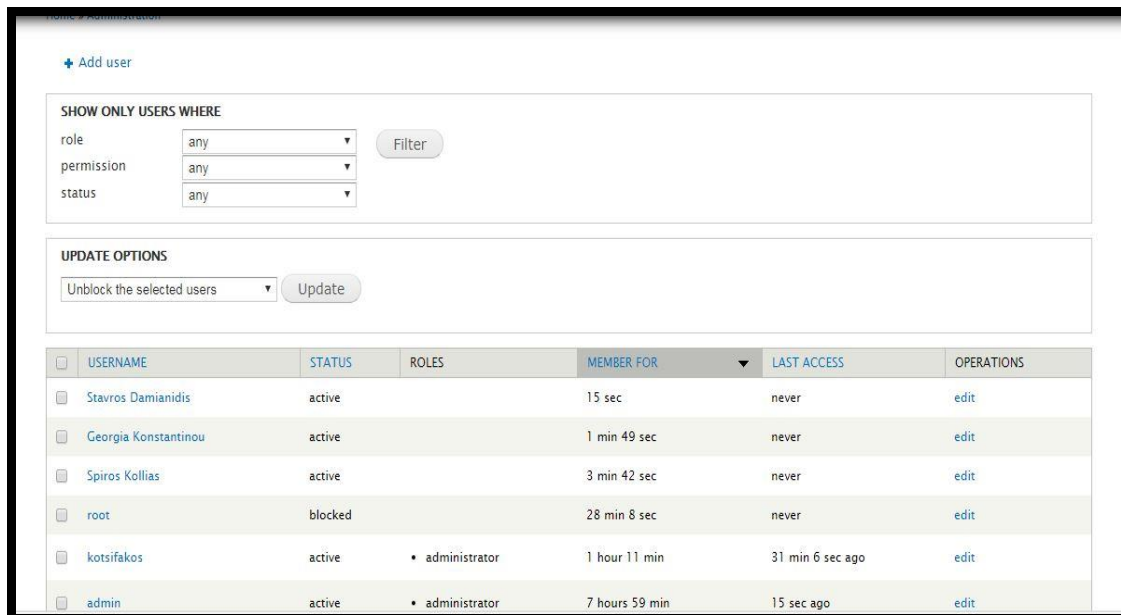 Home » Administration
Add user
SHOW ONLY USERS WHERE
role any Filter
permission any
status any
UPDATE OPTIONS
Unblock the selected users Update
USERNAME STATUS ROLES MEMBER FOR LAST ACCESS OPERATIONS
Stavros Damianidis active 15 sec never edit
Georgia Konstantinou active 1 min 49 sec never edit
Spiros Kollias active 3 min 42 sec never edit
root blocked 28 min 8 sec never edit
kotsifakos active • administrator 1 hour 11 min 31 min 6 sec ago edit
admin active • administrator 7 hours 59 min 15 sec ago edit